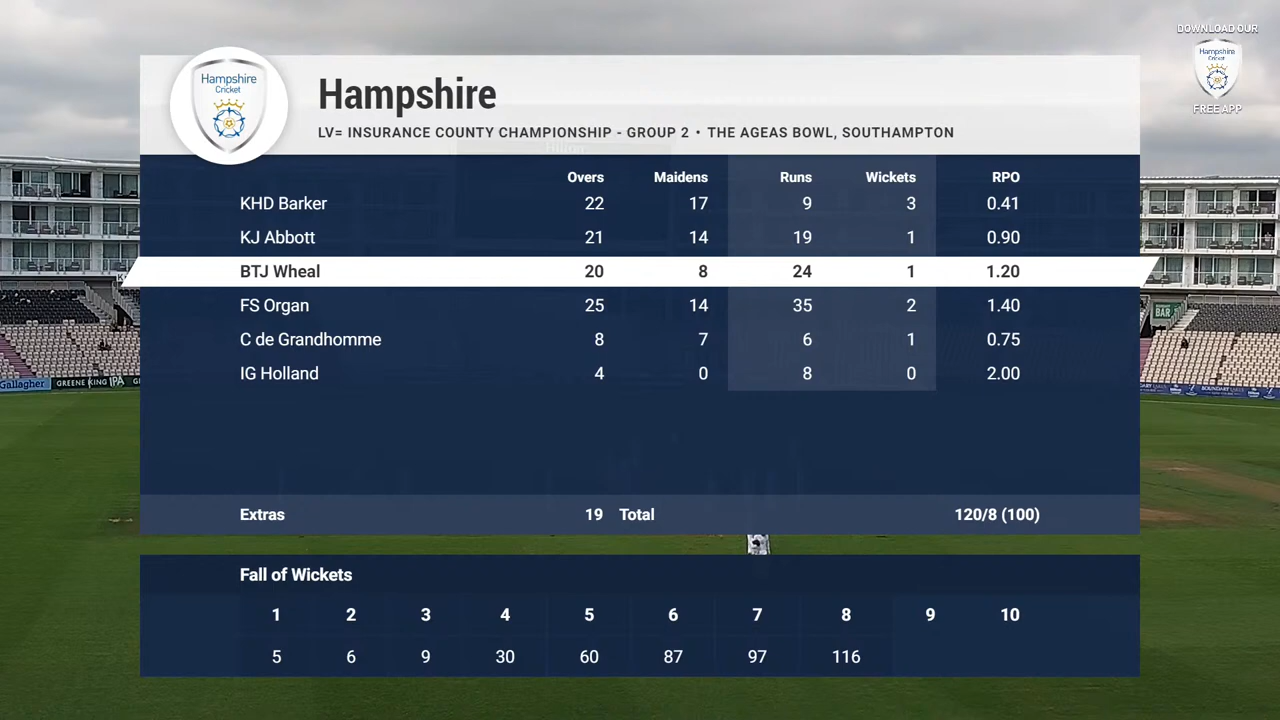 DOWNLOAD OUR
Hampshire
Cricket
FREE APP
Hampshire
Cricket
Hampshire
LV= INSURANCE COUNTY CHAMPIONSHIP - GROUP 2 • THE AGEAS BOWL, SOUTHAMPTON
Overs Maidens Runs Wickets RPO
KHD Barker 22 17 9 3 0.41
KJ Abbott 21 14 19 1 0.90
BTJ Wheal 20 8 24 1 1.20
FS Organ 25 14 35 2 1.40
C de Grandhomme 8 7 6 1 0.75
IG Holland 4 0 8 0 2.00
BAR
Gallagher GREENE KING IPA
Extras 19 Total 120/8 (100)
Fall of Wickets
1 2 3 4 5 6 7 8 9 10
5 6 9 30 60 87 97 116